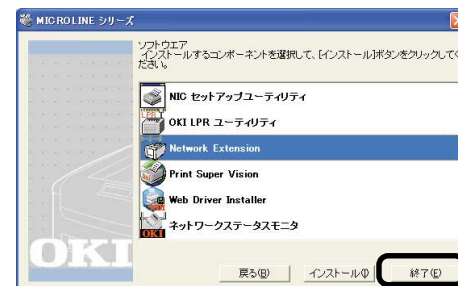 MICROLINE シリーズ
ソフトウェア
インストールするコンポーネントを選択して、[インストール]ボタンをクリックしてく
ださい。
NIC セットアップユーティリティ
OKI LPR ユーティリティ
Network Extension
Print Super Vision
Web Driver Installer
ネットワークステータスモニタ
OKI
戻る(B)
インストール(I)
終了(E)